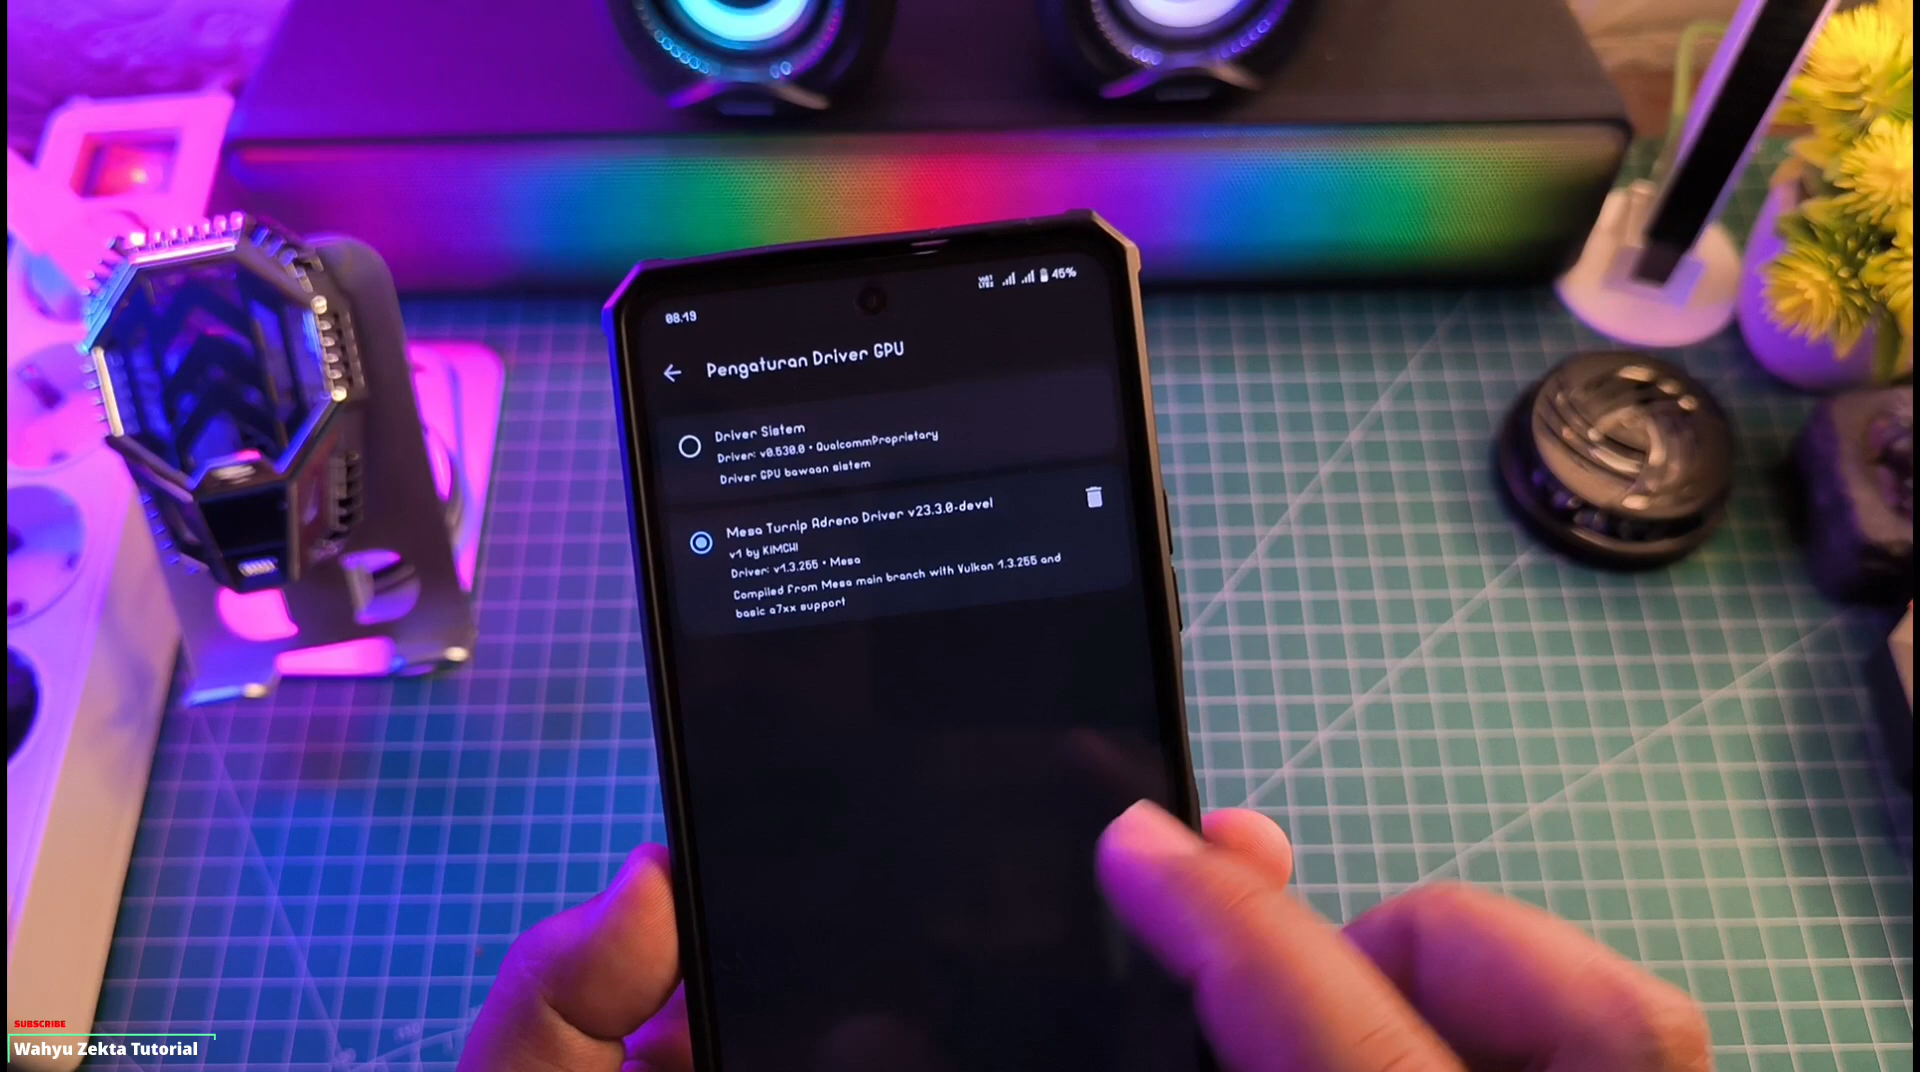 08.19
VoLTE LTE2
45%
Pengaturan Driver GPU
Driver Sistem
Driver: v0.530.0 • QualcommProprietary
Driver GPU bawaan sistem
Mesa Turnip Adreno Driver v23.3.0-devel
v1 by KIMCHI
Driver: v1.3.255 • Mesa
Compiled from Mesa main branch with Vulkan 1.3.255 and
basic a7xx support
SUBSCRIBE
Wahyu Zekta Tutorial